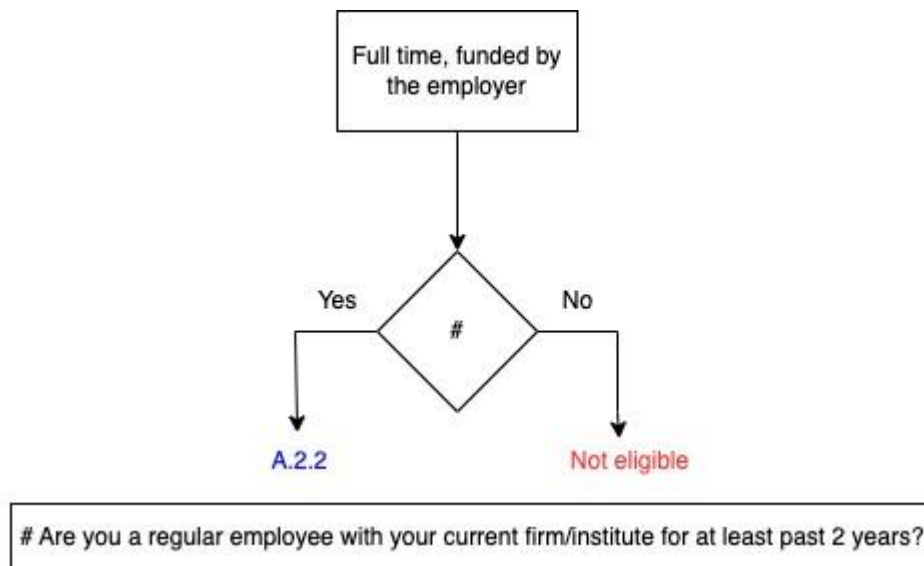 Full time, funded by
the employer
Yes
No
#
A.2.2
Not eligible
# Are you a regular employee with your current firm/institute for at least past 2 years?